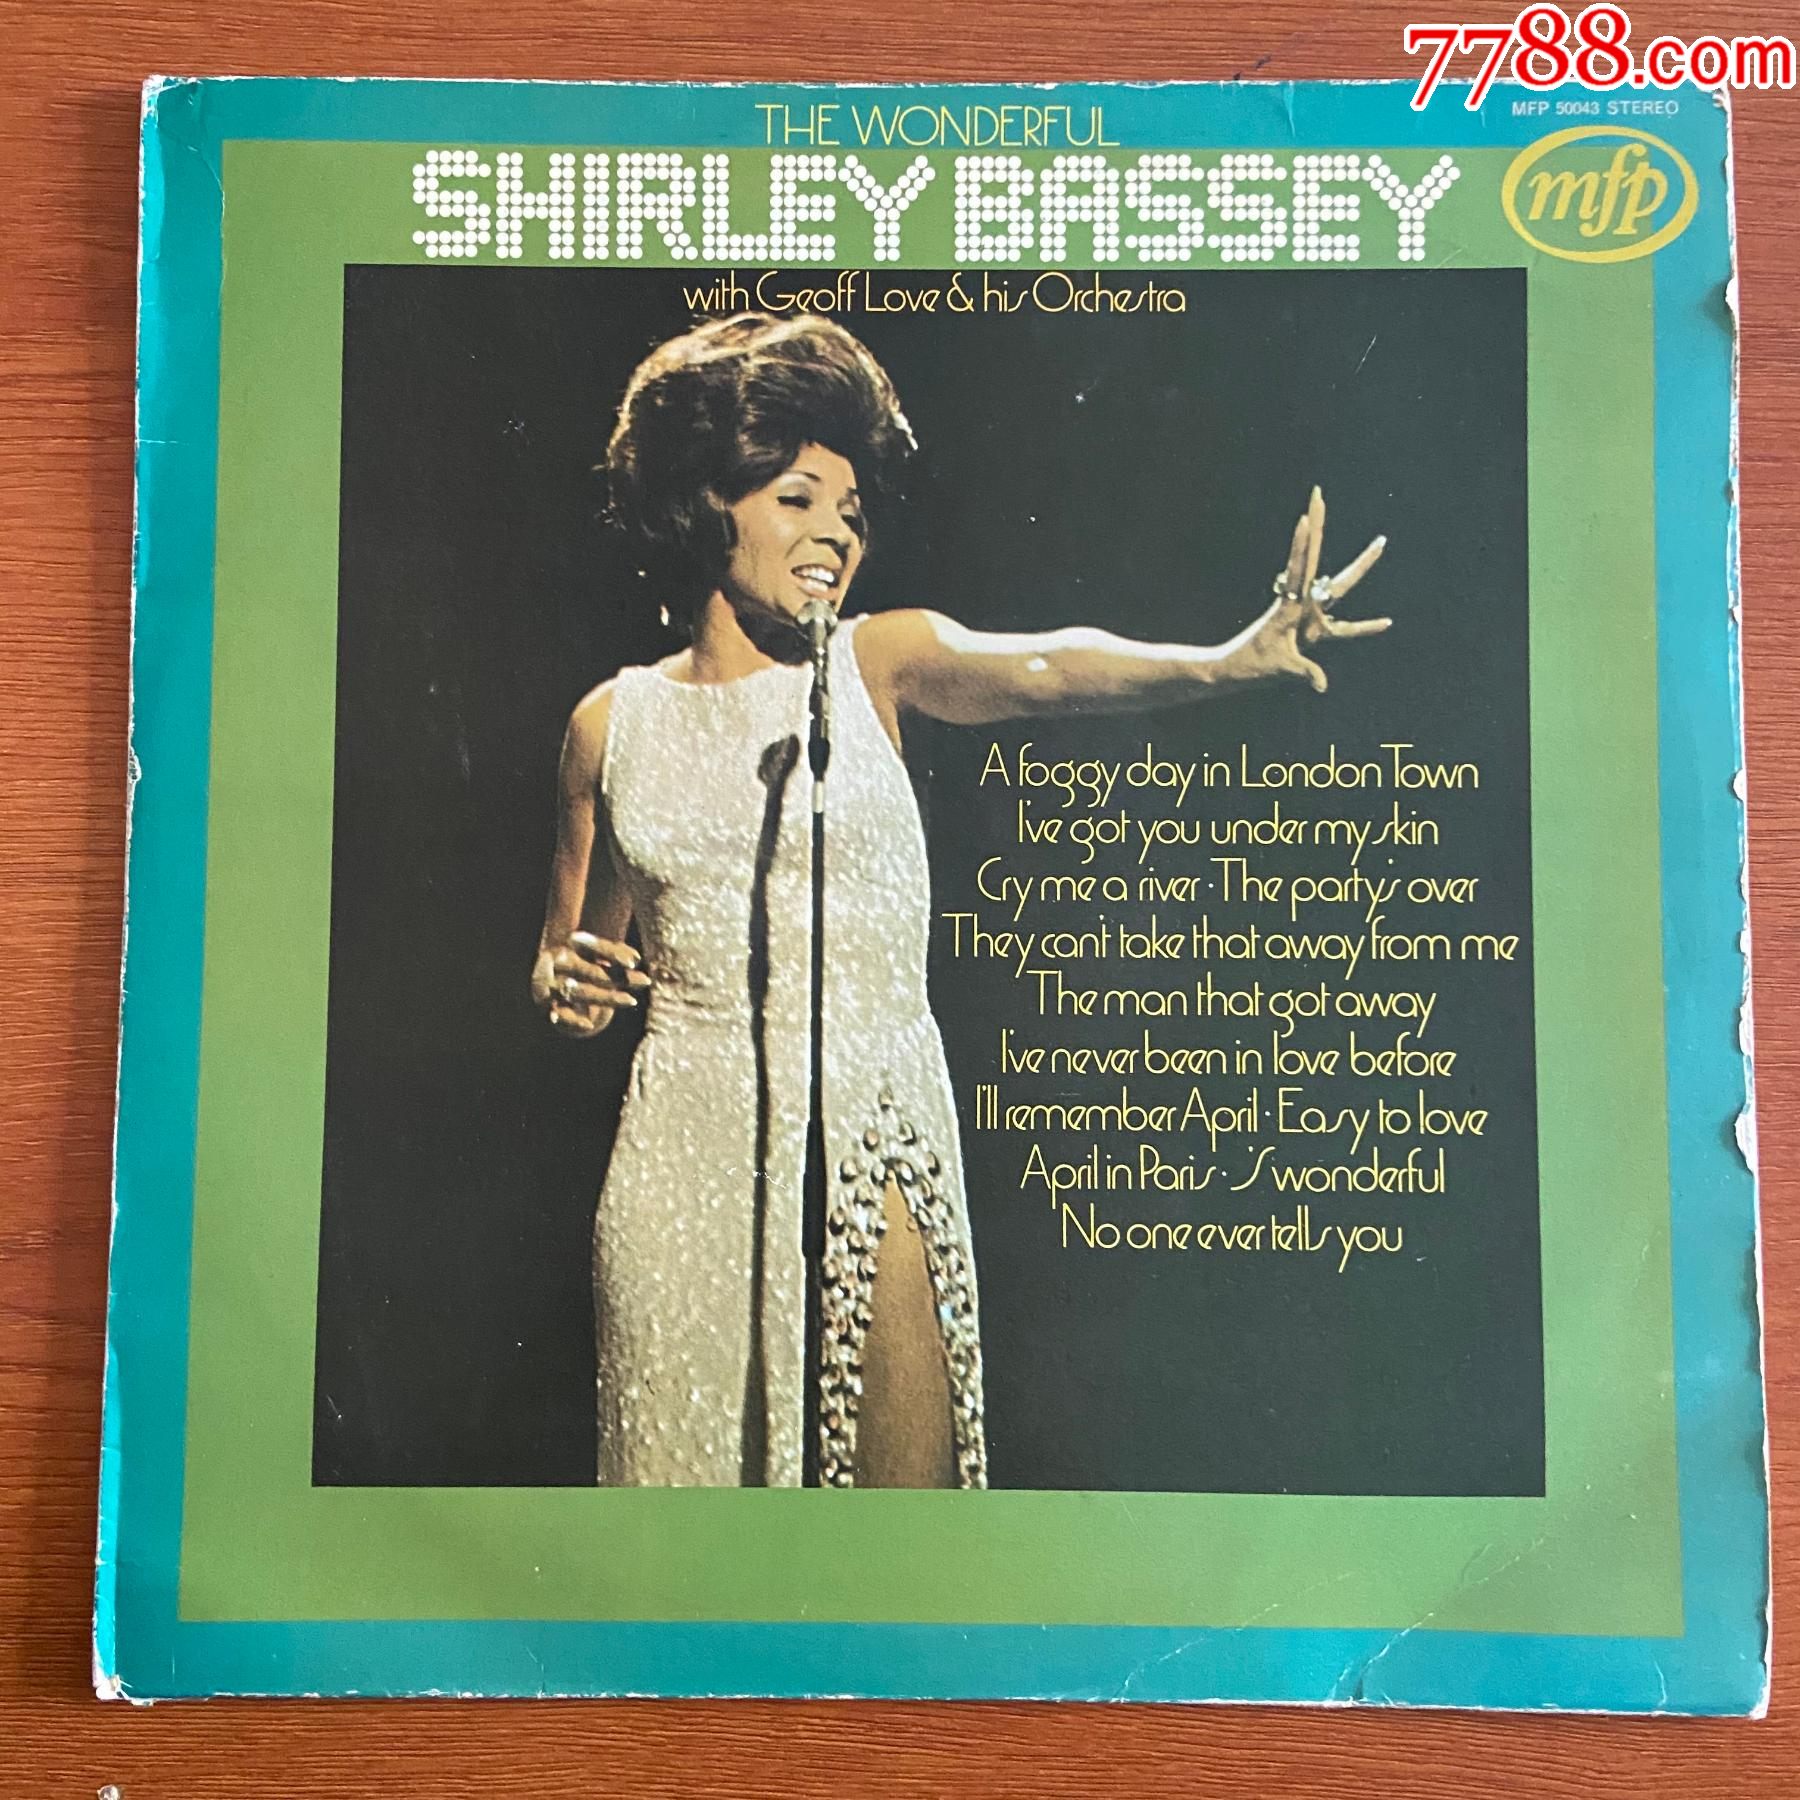 7788.com
MFP 50043 STEREO
THE WONDERFUL
SHIRLEY BASSEY
mfp
with Geoff Love & his Orchestra
A foggy day in London Town
I've got you under my skin
Cry me a river · The party's over
They can't take that away from me
The man that got away
I've never been in love before
I'll remember April · Easy to love
April in Paris · 'S wonderful
No one ever tells you